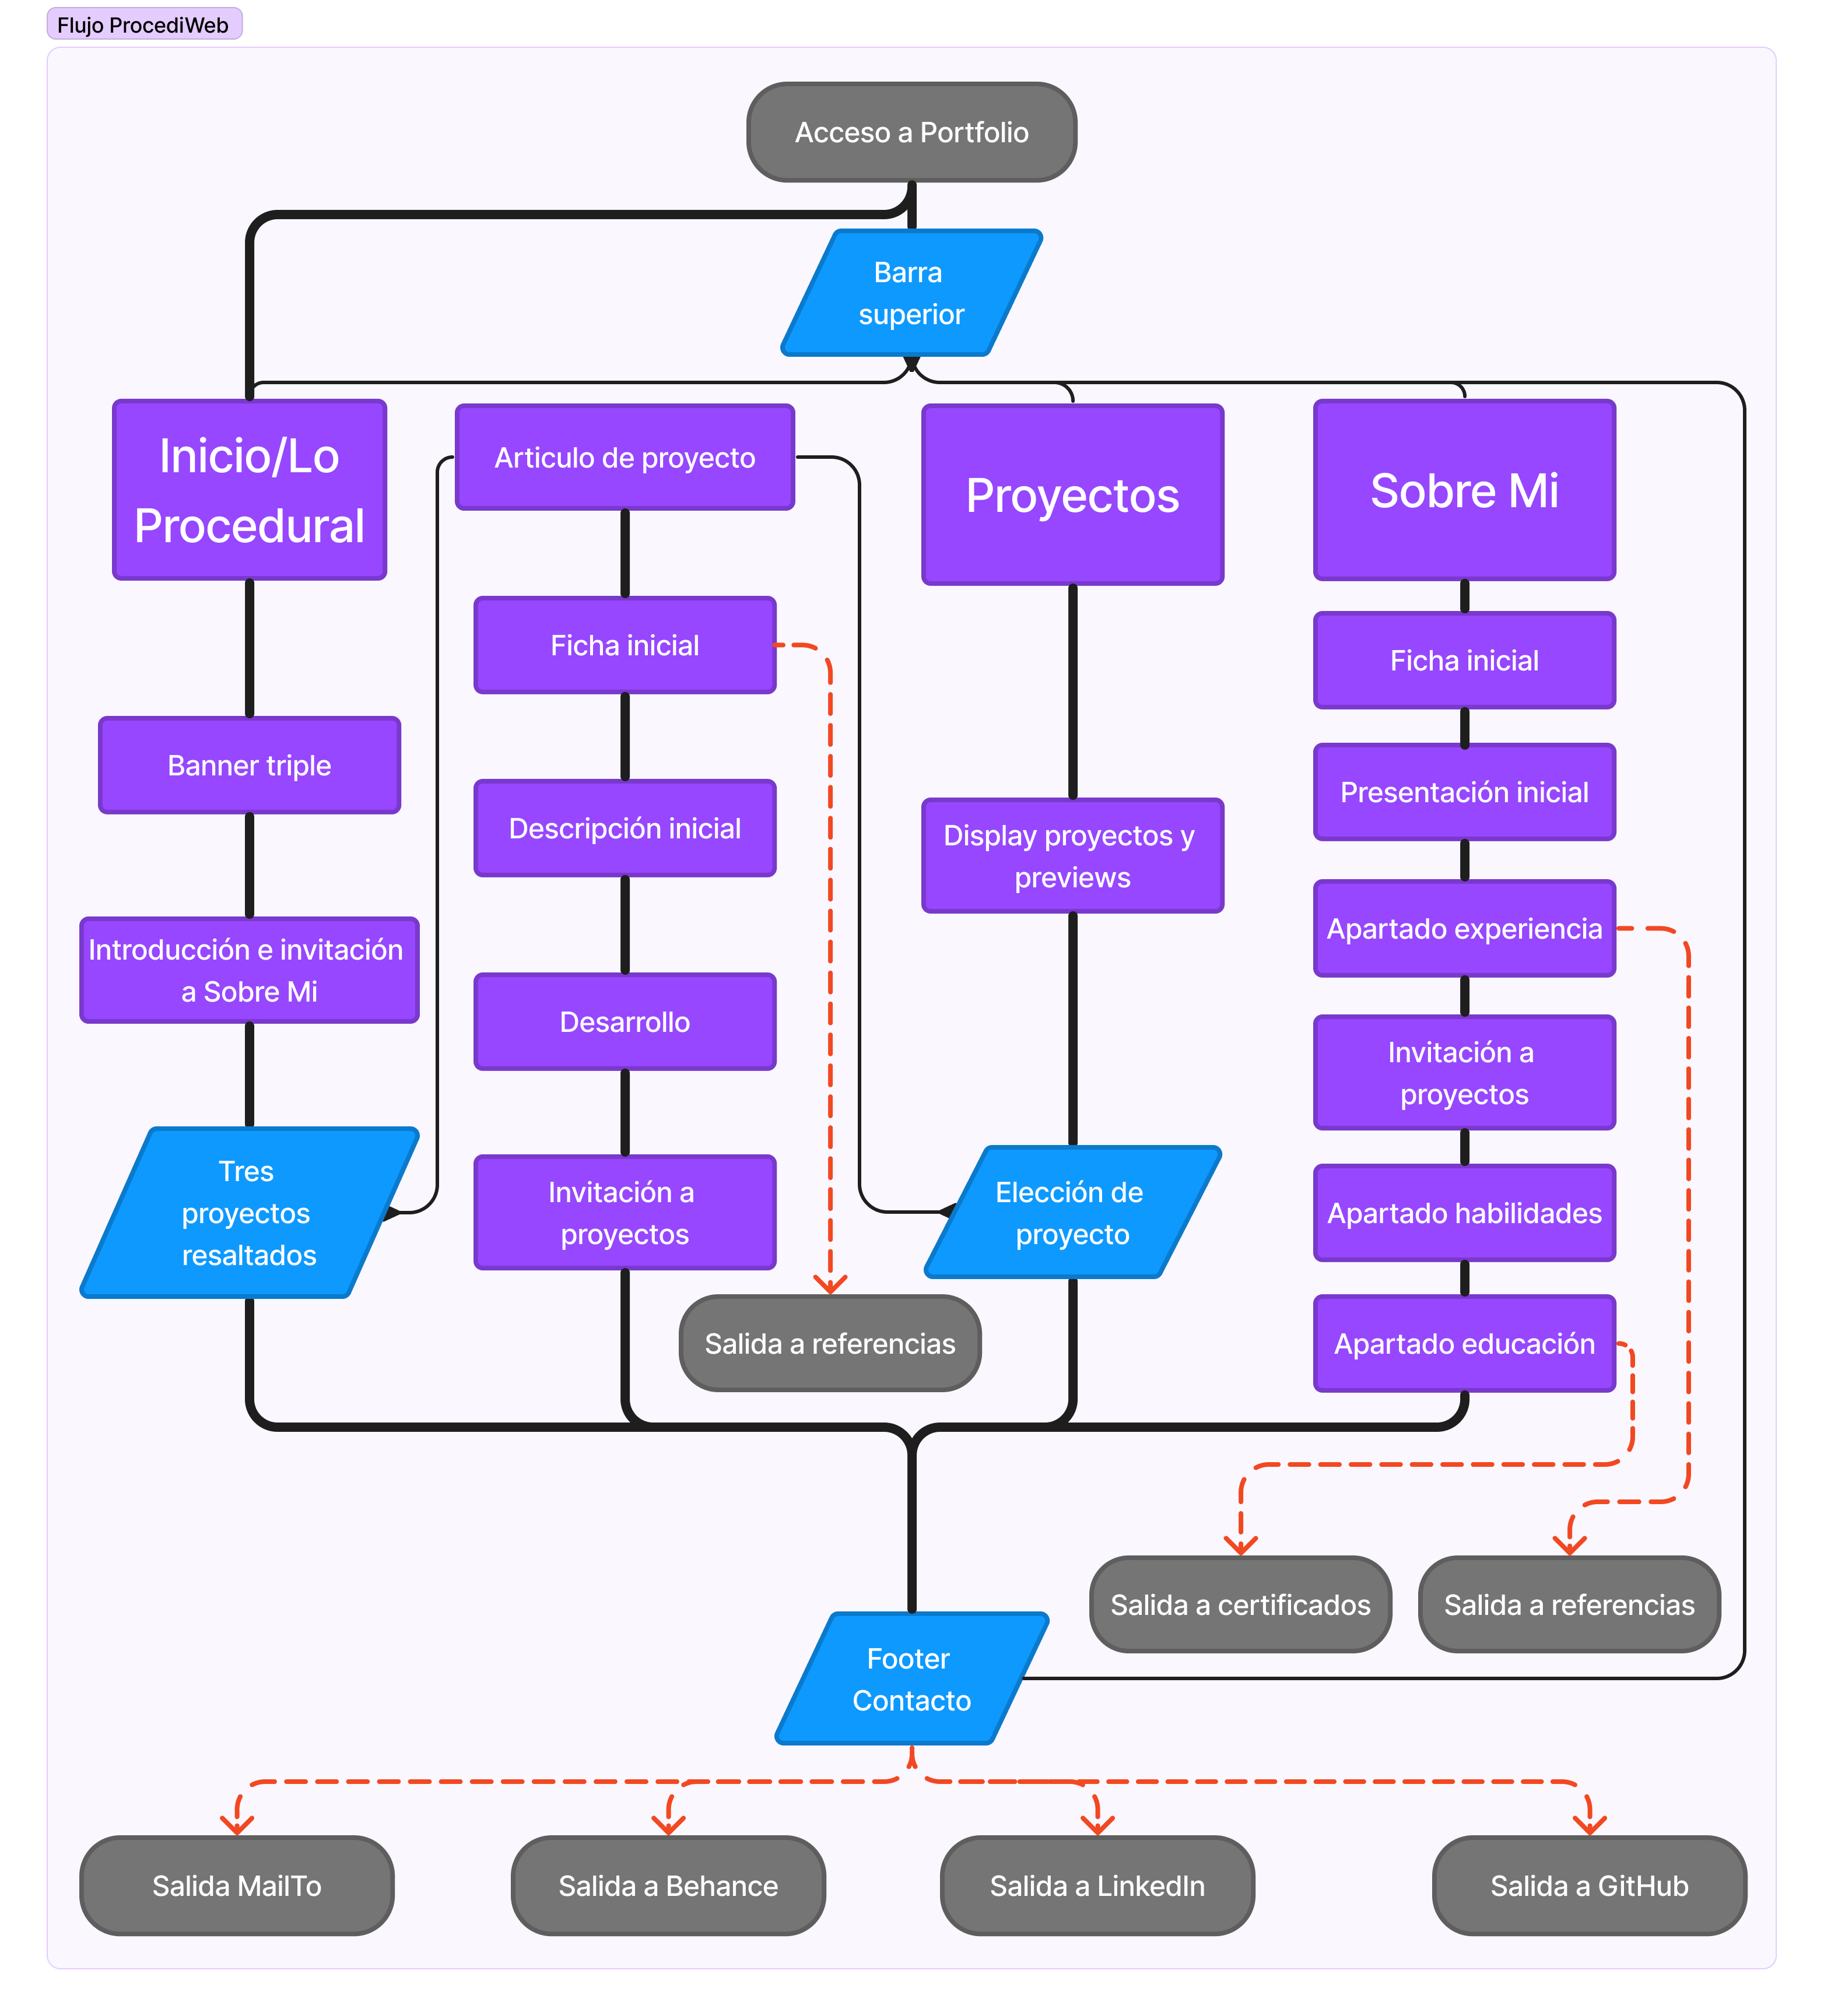 Flujo ProcediWeb
Acceso a Portfolio
Barra
superior
Inicio/Lo
Procedural
Banner triple
Introducción e invitación
a Sobre Mi
Tres
proyectos
resaltados
Articulo de proyecto
Ficha inicial
Descripción inicial
Desarrollo
Invitación a
proyectos
Salida a referencias
Proyectos
Display proyectos y
previews
Elección de
proyecto
Sobre Mi
Ficha inicial
Presentación inicial
Apartado experiencia
Invitación a
proyectos
Apartado habilidades
Apartado educación
Salida a certificados
Salida a referencias
Footer
Contacto
Salida MailTo
Salida a Behance
Salida a LinkedIn
Salida a GitHub